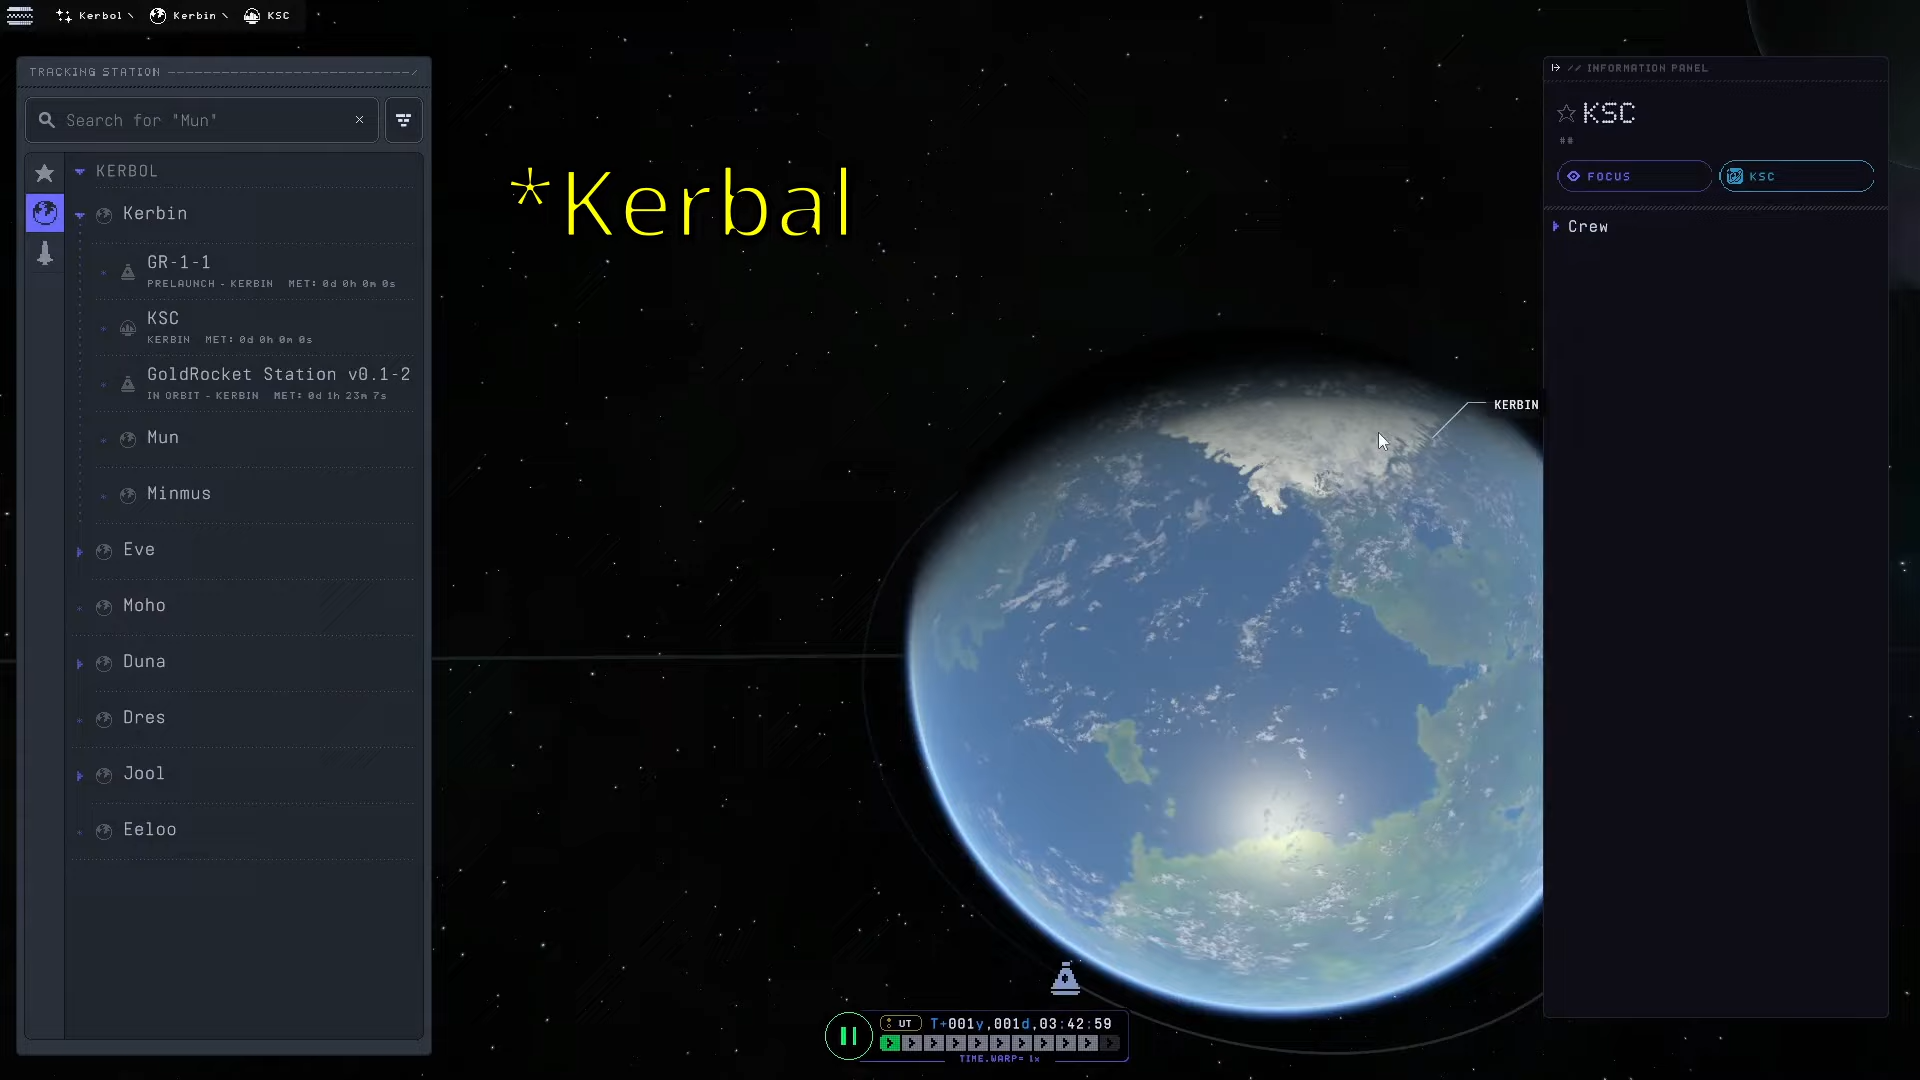 Kerbol \ Kerbin \ KSC
TRACKING STATION
Search for "Mun"
KERBOL
Kerbin
GR-1-1
PRELAUNCH - KERBIN MET: 0d 0h 0m 0s
KSC
KERBIN MET: 0d 0h 0m 0s
GoldRocket Station v0.1-2
IN ORBIT - KERBIN MET: 0d 1h 23m 7s
Mun
Minmus
Eve
Moho
Duna
Dres
Jool
Eeloo
*Kerbal
KERBIN
UT T+001y,001d,03:42:59
TIME.WARP= 1x
// INFORMATION PANEL
KSC
##
FOCUS
KSC
Crew